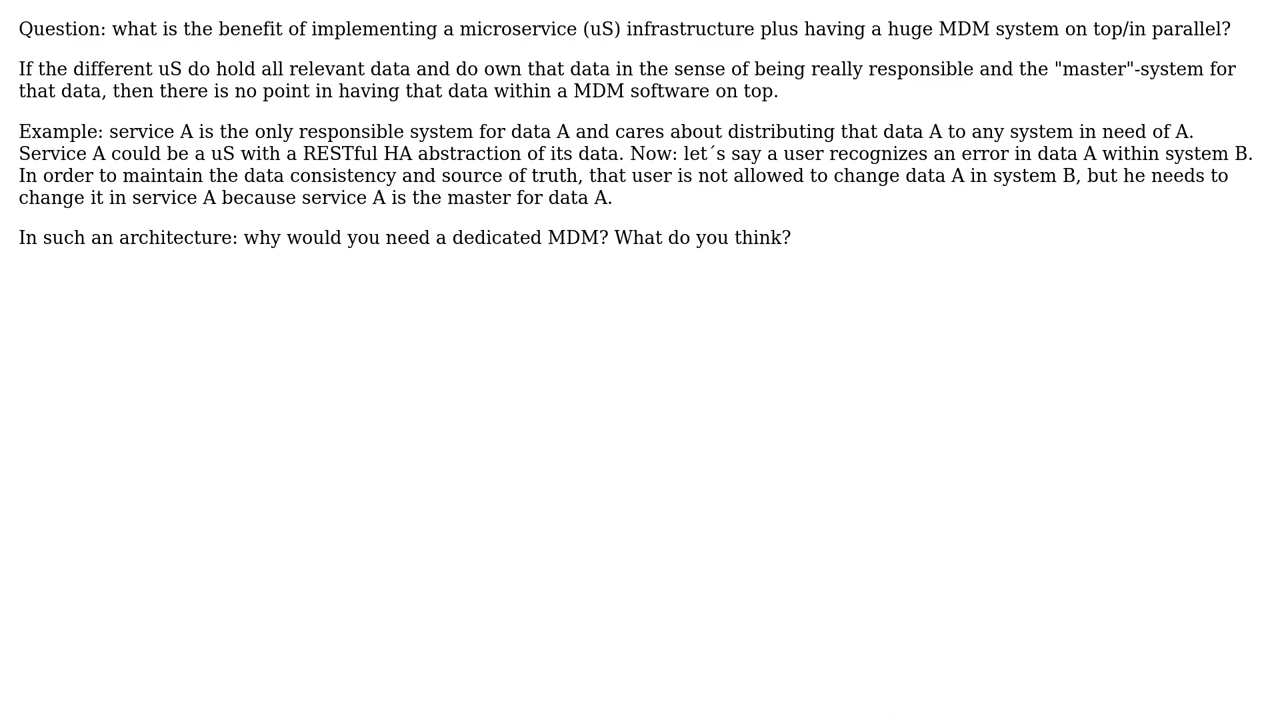 Question: what is the benefit of implementing a microservice (uS) infrastructure plus having a huge MDM system on top/in parallel?
If the different uS do hold all relevant data and do own that data in the sense of being really responsible and the "master"-system for
that data, then there is no point in having that data within a MDM software on top.
Example: service A is the only responsible system for data A and cares about distributing that data A to any system in need of A.
Service A could be a uS with a RESTful HA abstraction of its data. Now: let´s say a user recognizes an error in data A within system B.
In order to maintain the data consistency and source of truth, that user is not allowed to change data A in system B, but he needs to
change it in service A because service A is the master for data A.
In such an architecture: why would you need a dedicated MDM? What do you think?